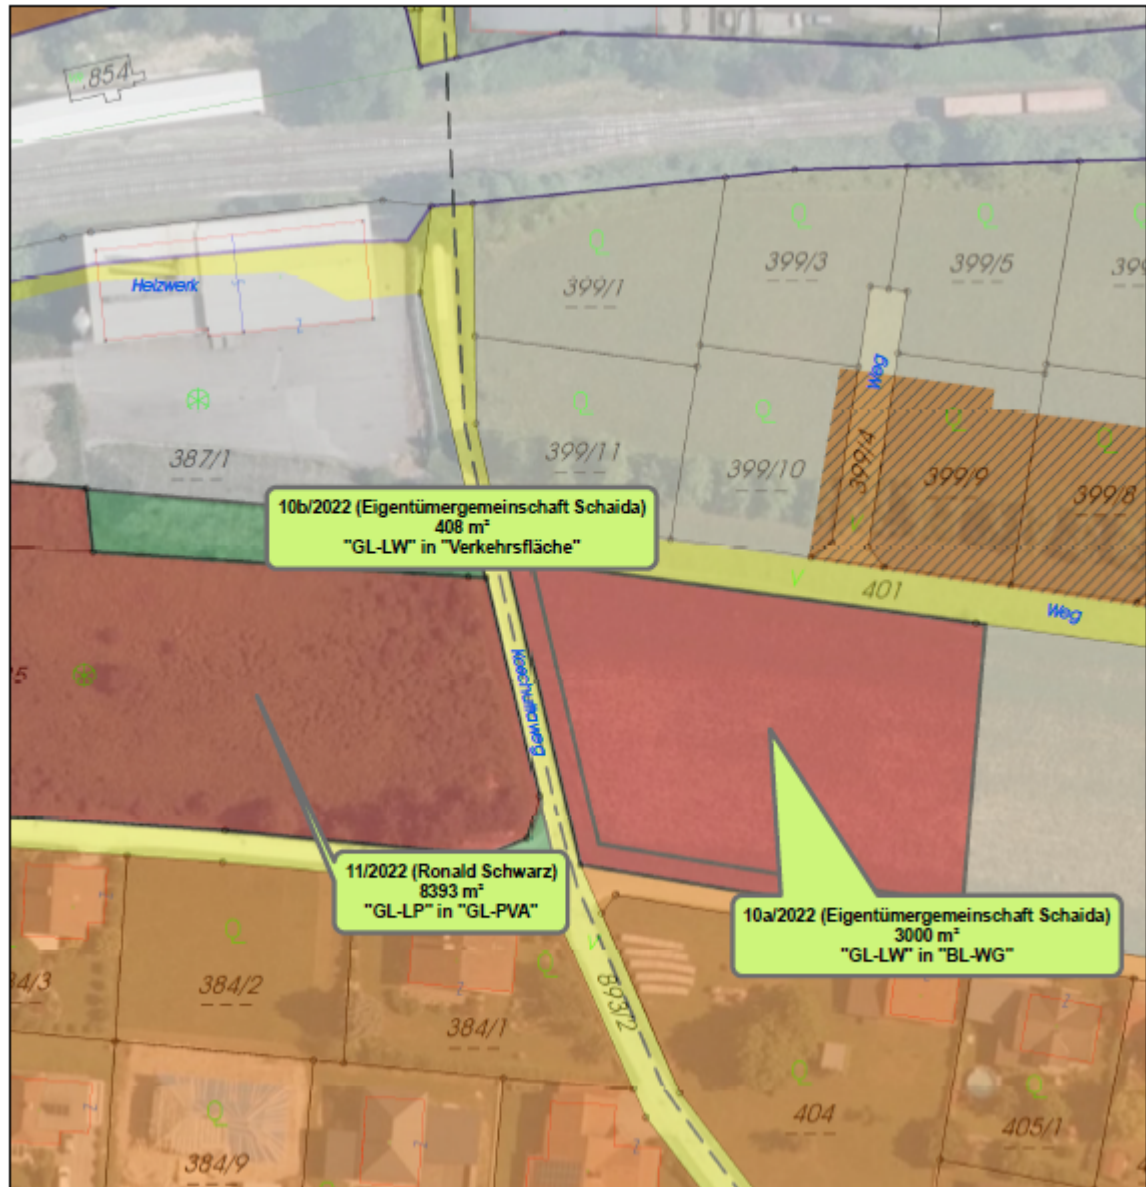 .854
399/3
399/5
399/1
Heizwerk
Weg
387/1
399/11
399/10
399/4
399/9
399/8
10b/2022 (Eigentümergemeinschaft Schaida)
408 m²
"GL-LW" in "Verkehrsfläche"
401
Weg
Koschutaweg
11/2022 (Ronald Schwarz)
8393 m²
"GL-LP" in "GL-PVA"
10a/2022 (Eigentümergemeinschaft Schaida)
3000 m²
"GL-LW" in "BL-WG"
384/2
893/2
384/1
404
405/1
384/9